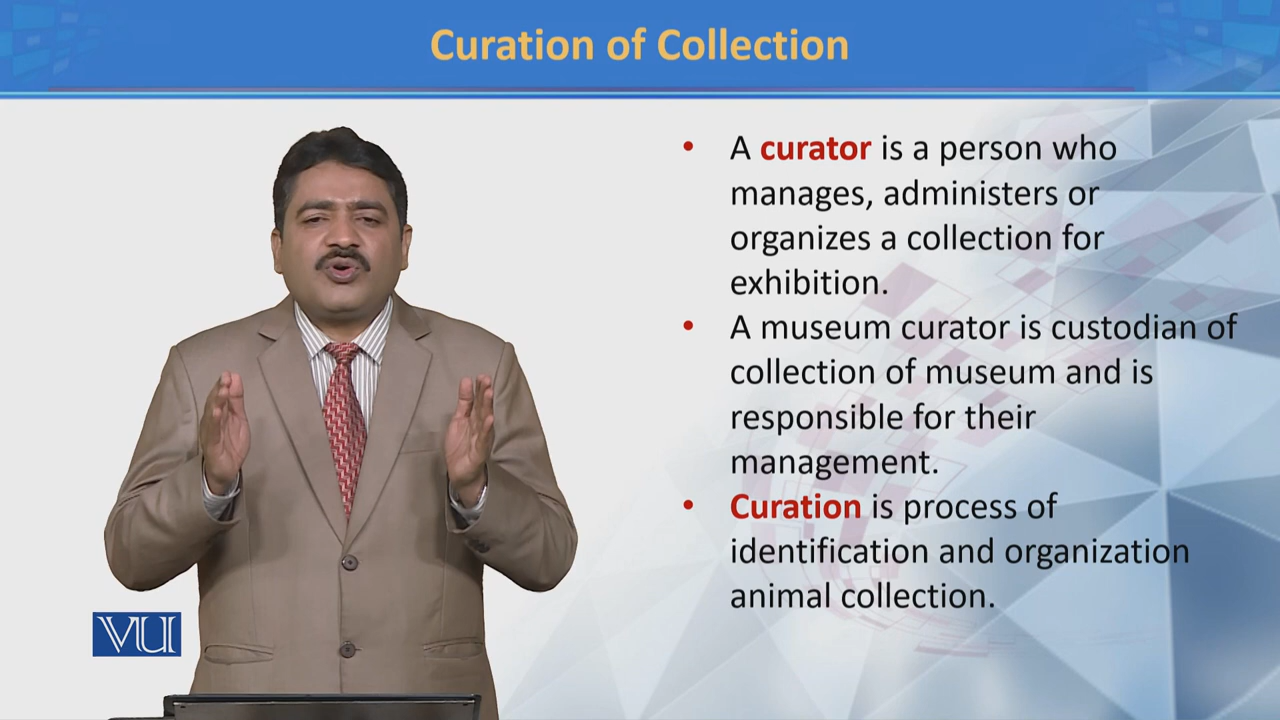 Curation of Collection
• A curator is a person who
manages, administers or
organizes a collection for
exhibition.
• A museum curator is custodian of
collection of museum and is
responsible for their
management.
• Curation is process of
identification and organization
animal collection.
VU